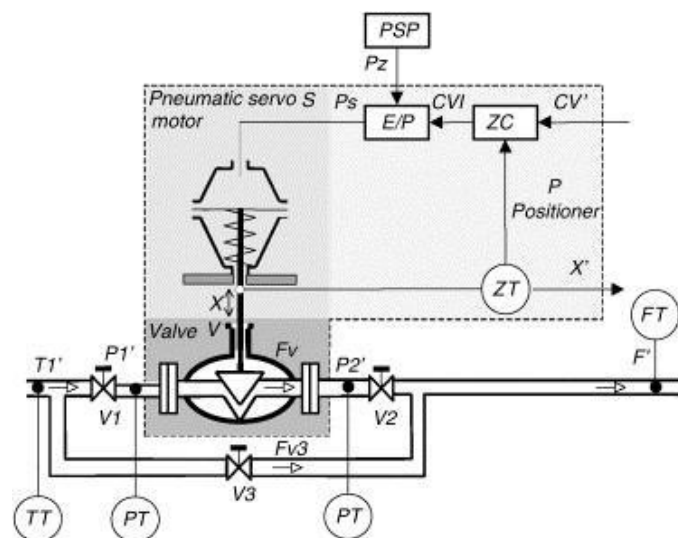 PSP
Pz
Pneumatic servo S
motor
Ps
E/P
CVI
ZC
CV'
P
Positioner
X
ZT
X'
Valve V
FT
T1'
P1'
Fv
P2'
F'
V1
V2
Fv3
V3
TT
PT
PT